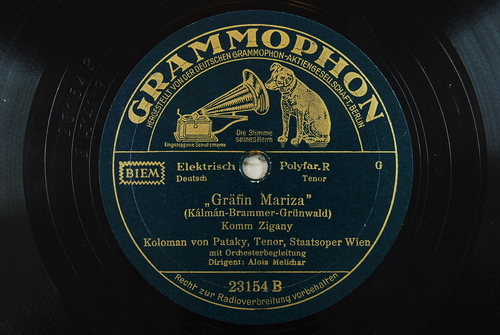 GRAMMOPHON
HERGESTELLT VON DER DEUTSCHEN GRAMMOPHON-AKTIENGESELLSCHAFT, BERLIN
Die Stimme
seines Herrn
Eingetragene Schutzmarke
BIEM
Elektrisch Polyfar.R G
Deutsch Tenor
„Gräfin Mariza"
(Kálmán-Brammer-Grünwald)
Komm Zigany
Koloman von Pataky, Tenor, Staatsoper Wien
mit Orchesterbegleitung
Dirigent: Alois Melichar
23154 B
Recht zur Radioverbreitung vorbehalten